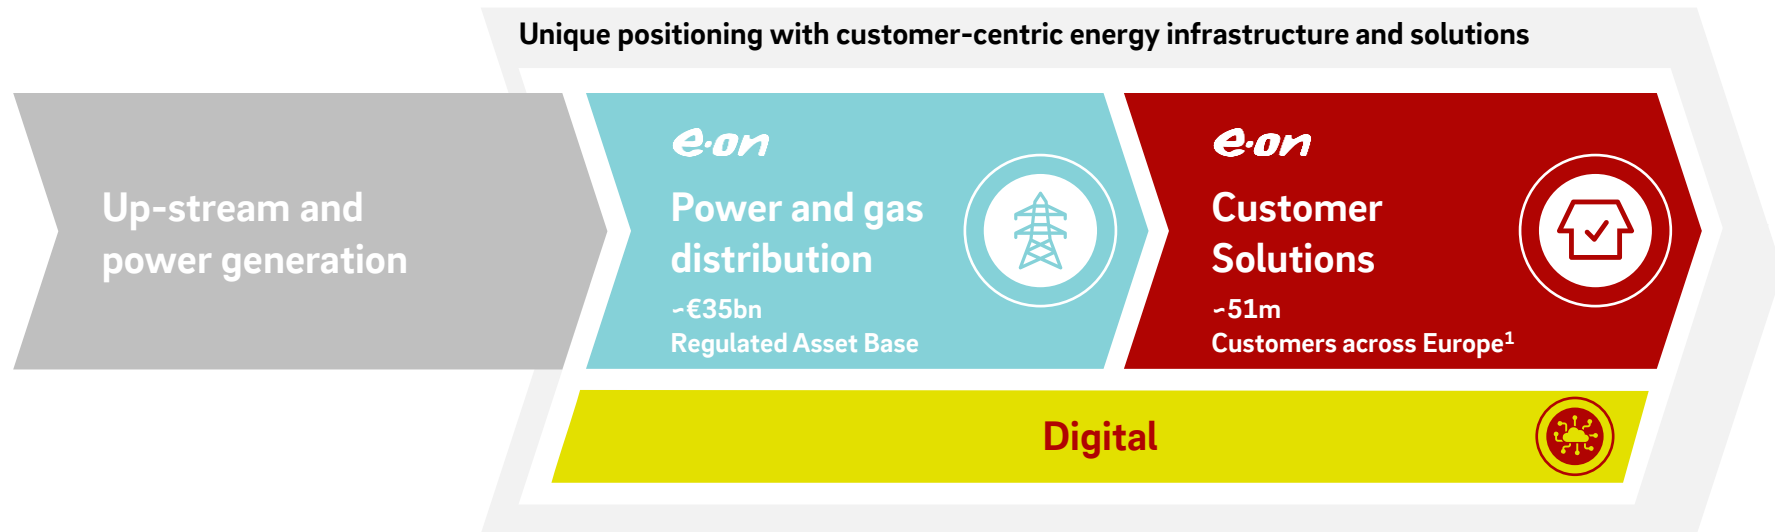 Unique positioning with customer-centric energy infrastructure and solutions
Up-stream and
power generation
e·on
Power and gas
distribution
~€35bn
Regulated Asset Base
e·on
Customer
Solutions
~51m
Customers across Europe¹
Digital